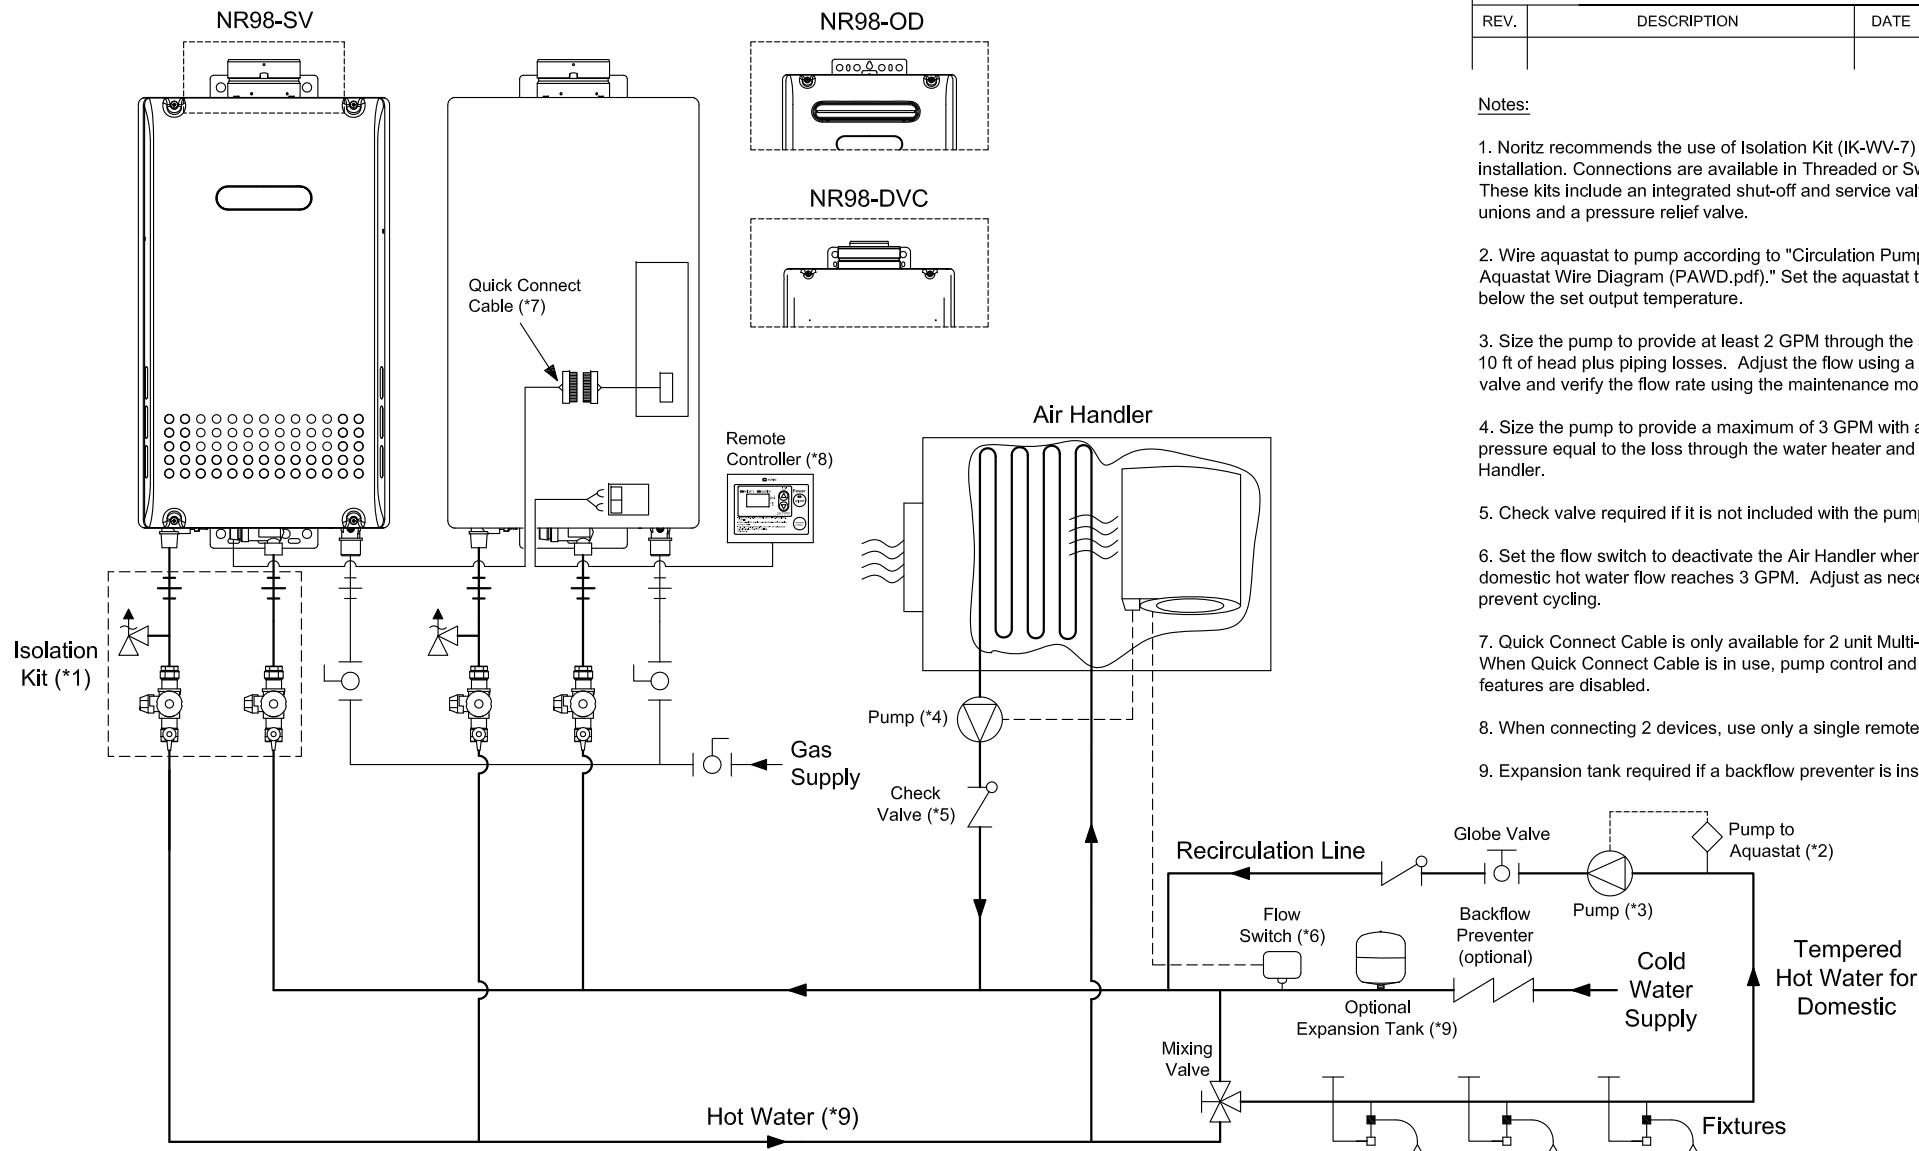 NR98-SV
NR98-OD
NR98-DVC
REV.
DESCRIPTION
DATE
Notes:
1. Noritz recommends the use of Isolation Kit (IK-WV-7)
installation. Connections are available in Threaded or
These kits include an integrated shut-off and service
unions and a pressure relief valve.
2. Wire aquastat to pump according to "Circulation Pump
Aquastat Wire Diagram (PAWD.pdf)." Set the aquastat
below the set output temperature.
3. Size the pump to provide at least 2 GPM through the
10 ft of head plus piping losses. Adjust the flow using a
valve and verify the flow rate using the maintenance
4. Size the pump to provide a maximum of 3 GPM with
pressure equal to the loss through the water heater and
Handler.
5. Check valve required if it is not included with the pump
6. Set the flow switch to deactivate the Air Handler when
domestic hot water flow reaches 3 GPM. Adjust as
prevent cycling.
7. Quick Connect Cable is only available for 2 unit Multi-
When Quick Connect Cable is in use, pump control and
features are disabled.
8. When connecting 2 devices, use only a single remote
9. Expansion tank required if a backflow preventer is
Quick Connect
Cable (*7)
Remote
Controller (*8)
Air Handler
Isolation
Kit (*1)
Pump (*4)
Gas
Supply
Check
Valve (*5)
Recirculation Line
Globe Valve
Pump to
Aquastat (*2)
Pump (*3)
Flow
Switch (*6)
Backflow
Preventer
(optional)
Cold
Water
Supply
Tempered
Hot Water for
Domestic
Optional
Expansion Tank (*9)
Mixing
Valve
Hot Water (*9)
Fixtures